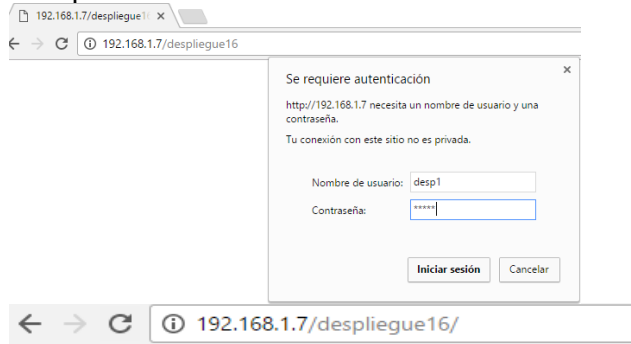 192.168.1.7/despliegue1
192.168.1.7/despliegue16
Se requiere autenticación
http://192.168.1.7 necesita un nombre de usuario y una
contraseña.
Tu conexión con este sitio no es privada.
Nombre de usuario: desp1
Contraseña: *****
Iniciar sesión Cancelar
192.168.1.7/despliegue16/